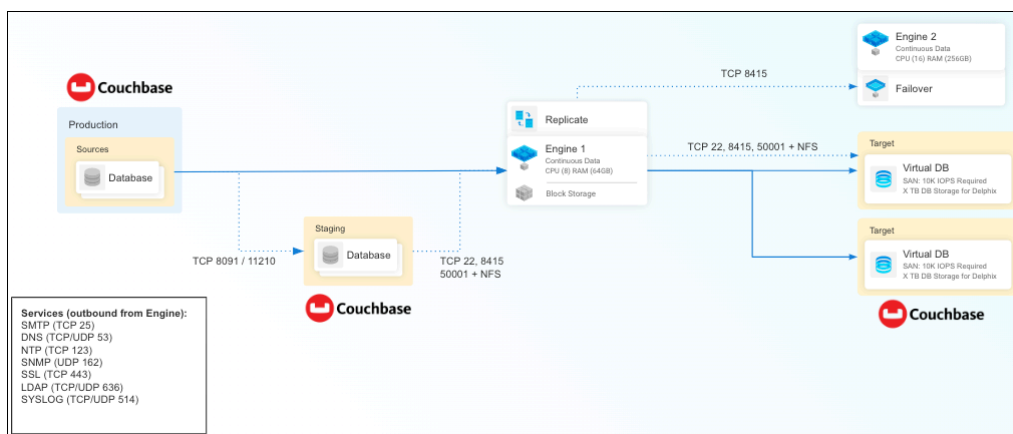 Couchbase
Production
Sources
Database
TCP 8091 / 11210
Staging
Database
Couchbase
TCP 22, 8415
50001 + NFS
Replicate
Engine 1
Continuous Data
CPU (8) RAM (64GB)
Block Storage
TCP 8415
Engine 2
Continuous Data
CPU (16) RAM (256GB)
Failover
TCP 22, 8415, 50001 + NFS
Target
Virtual DB
SAN: 10K IOPS Required
X TB DB Storage for Delphix
Target
Virtual DB
SAN: 10K IOPS Required
X TB DB Storage for Delphix
Couchbase
Services (outbound from Engine):
SMTP (TCP 25)
DNS (TCP/UDP 53)
NTP (TCP 123)
SNMP (UDP 162)
SSL (TCP 443)
LDAP (TCP/UDP 636)
SYSLOG (TCP/UDP 514)